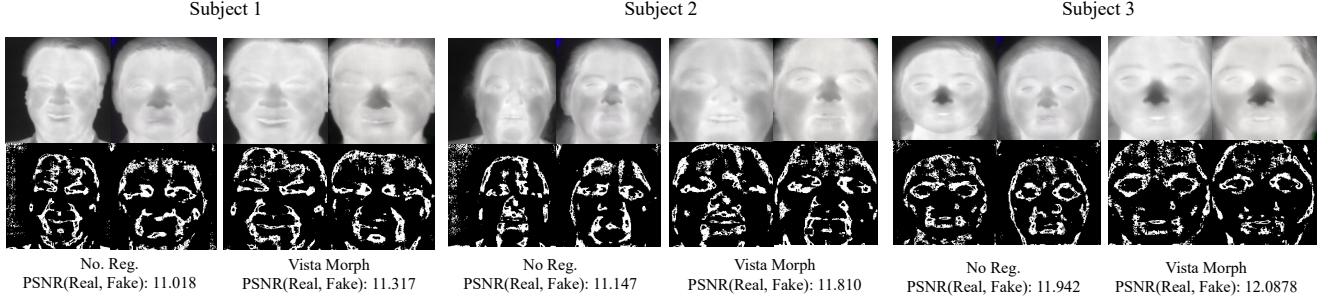 Subject 1
Subject 2
Subject 3
No. Reg.
PSNR(Real, Fake): 11.018
Vista Morph
PSNR(Real, Fake): 11.317
No Reg.
PSNR(Real, Fake): 11.147
Vista Morph
PSNR(Real, Fake): 11.810
No Reg.
PSNR(Real, Fake): 11.942
Vista Morph
PSNR(Real, Fake): 12.0878